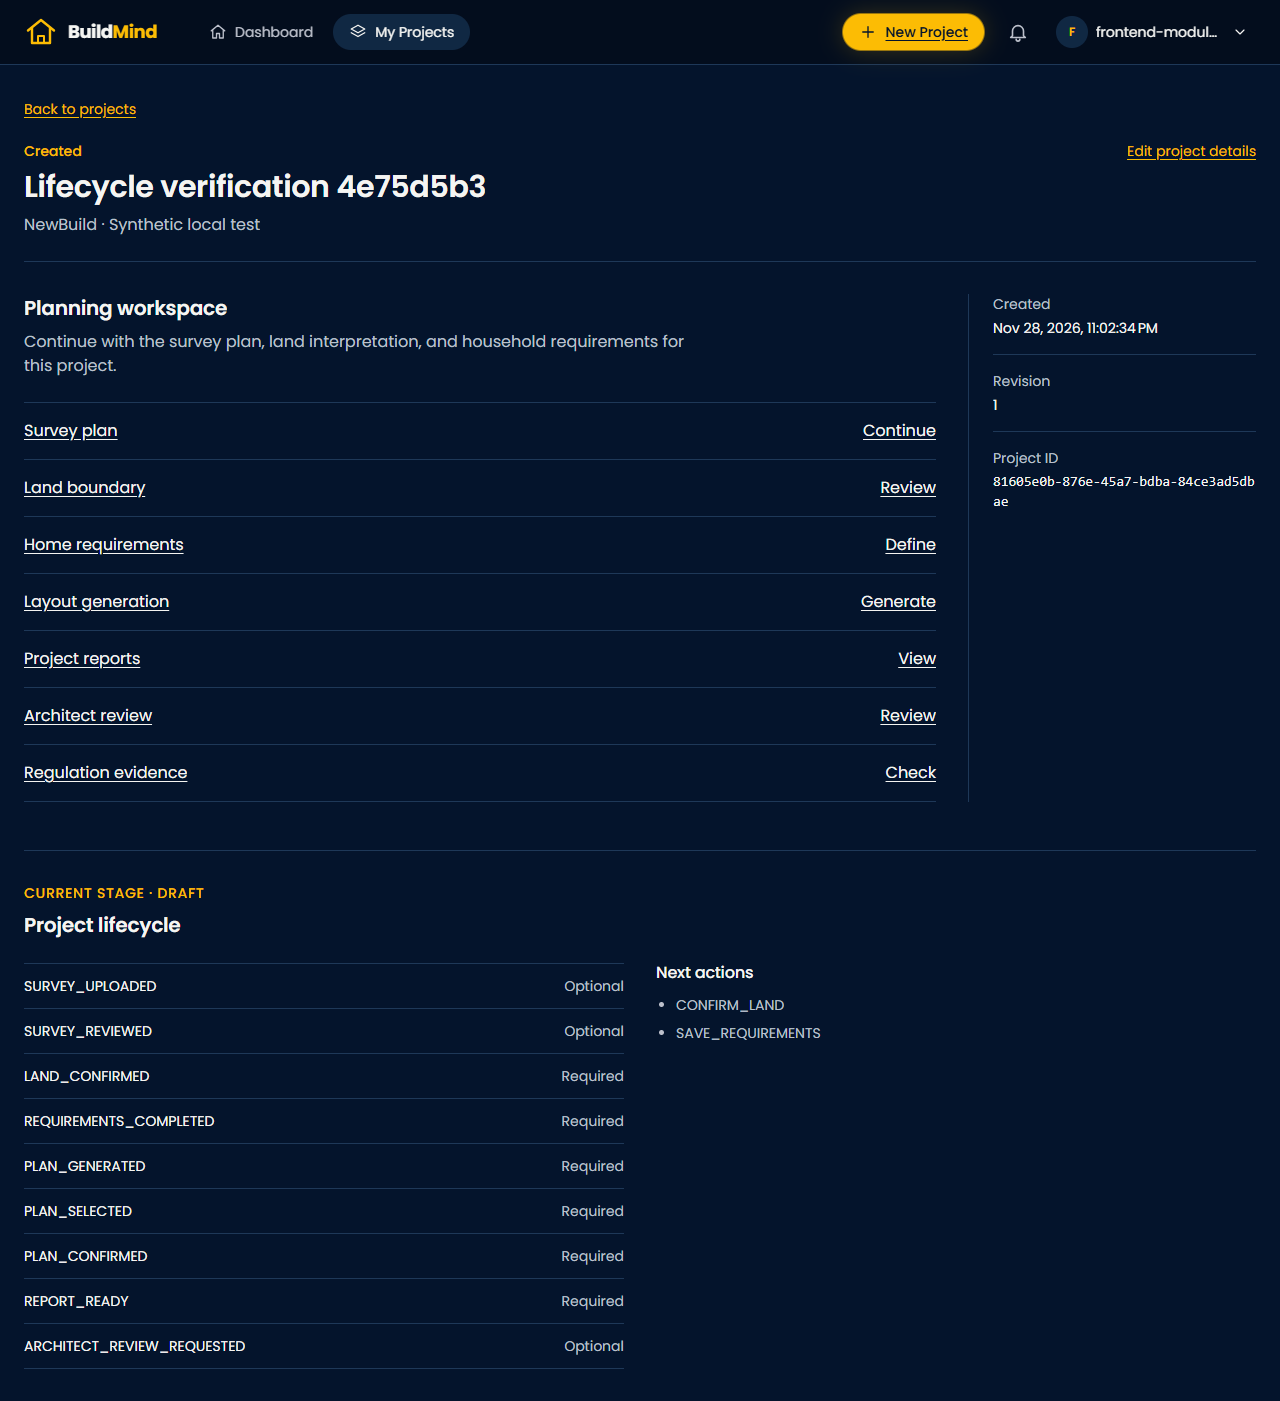 BuildMind
Dashboard
My Projects
New Project
F
frontend-modul...
Back to projects
Created
Edit project details
Lifecycle verification 4e75d5b3
NewBuild · Synthetic local test
Planning workspace
Continue with the survey plan, land interpretation, and household requirements for
this project.
Survey plan
Continue
Land boundary
Review
Home requirements
Define
Layout generation
Generate
Project reports
View
Architect review
Review
Regulation evidence
Check
Created
Nov 28, 2026, 11:02:34 PM
Revision
1
Project ID
81605e0b-876e-45a7-bdba-84ce3ad5db
ae
CURRENT STAGE · DRAFT
Project lifecycle
SURVEY_UPLOADED
Optional
SURVEY_REVIEWED
Optional
LAND_CONFIRMED
Required
REQUIREMENTS_COMPLETED
Required
PLAN_GENERATED
Required
PLAN_SELECTED
Required
PLAN_CONFIRMED
Required
REPORT_READY
Required
ARCHITECT_REVIEW_REQUESTED
Optional
Next actions
CONFIRM_LAND
SAVE_REQUIREMENTS